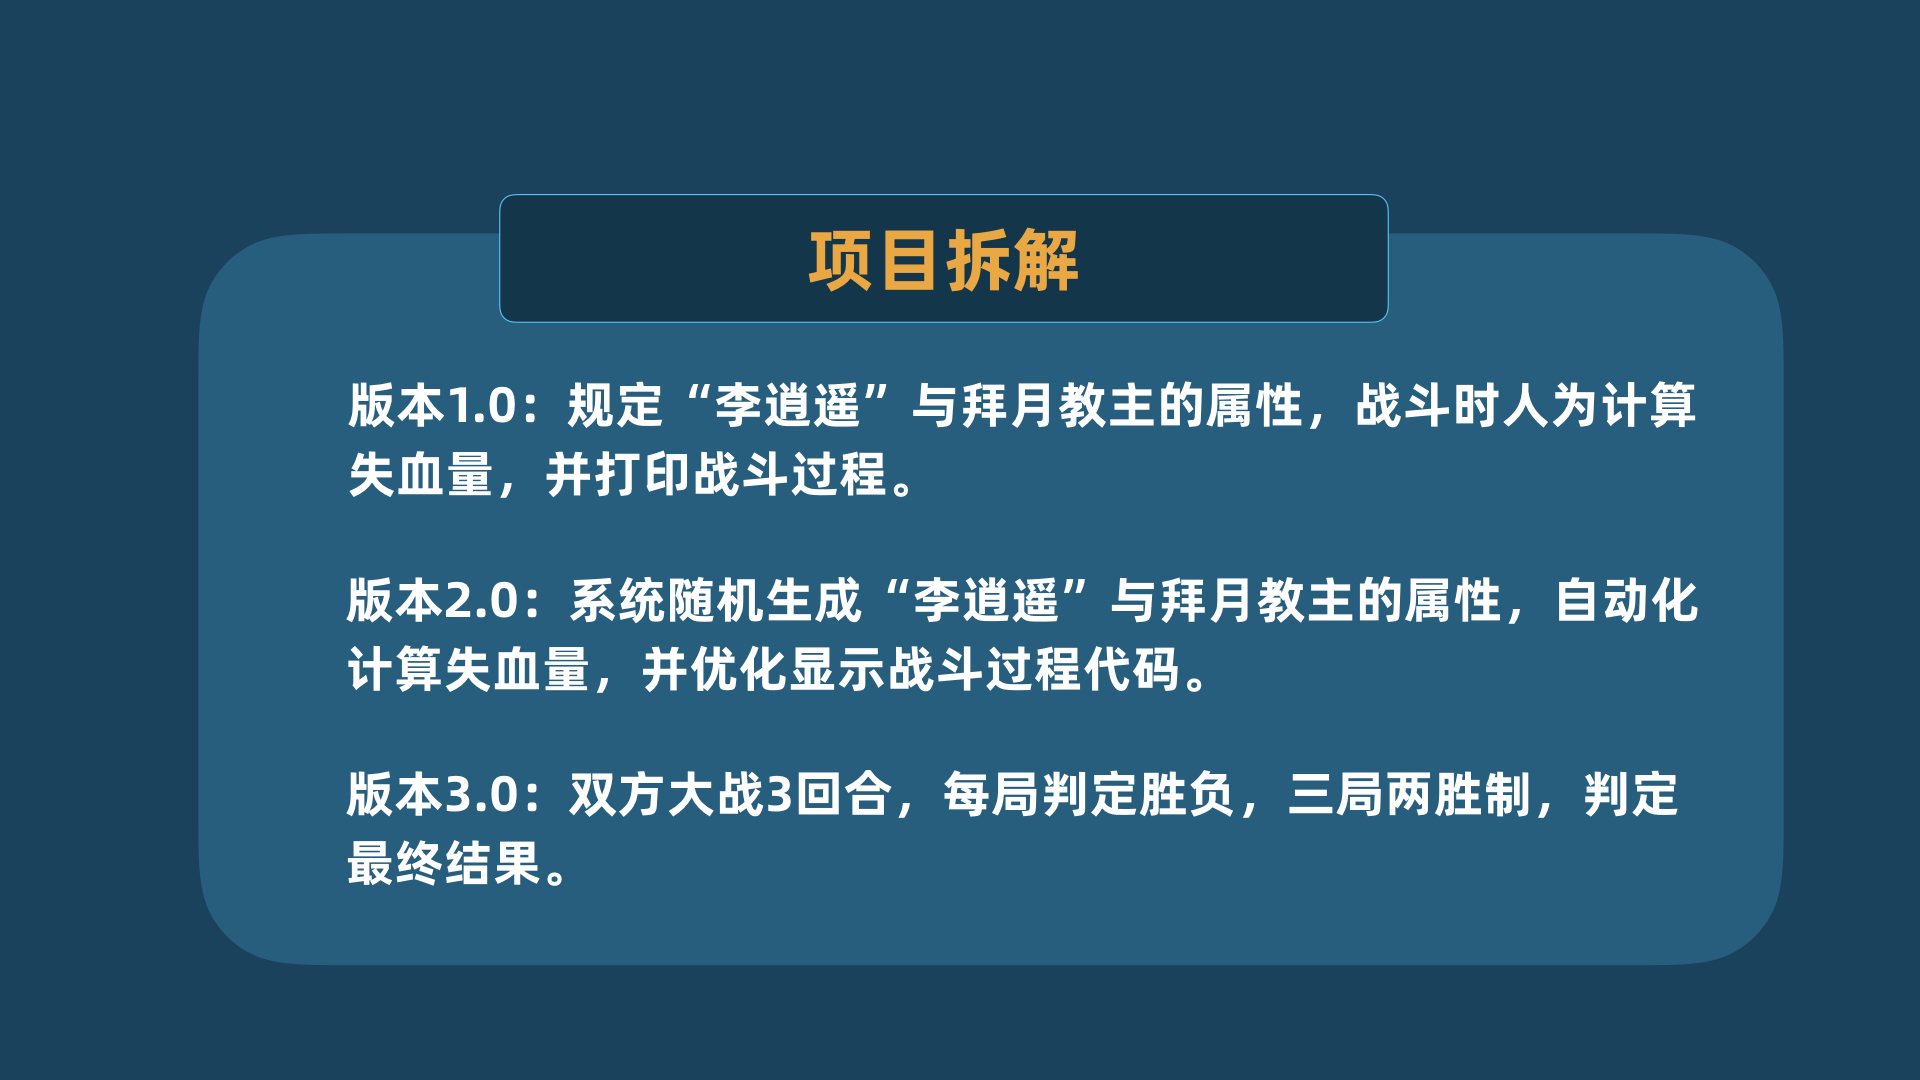 项目拆解
版本1.0：规定“李逍遥”与拜月教主的属性，战斗时人为计算
失血量，并打印战斗过程。
版本2.0：系统随机生成“李逍遥”与拜月教主的属性，自动化
计算失血量，并优化显示战斗过程代码。
版本3.0：双方大战3回合，每局判定胜负，三局两胜制，判定
最终结果。